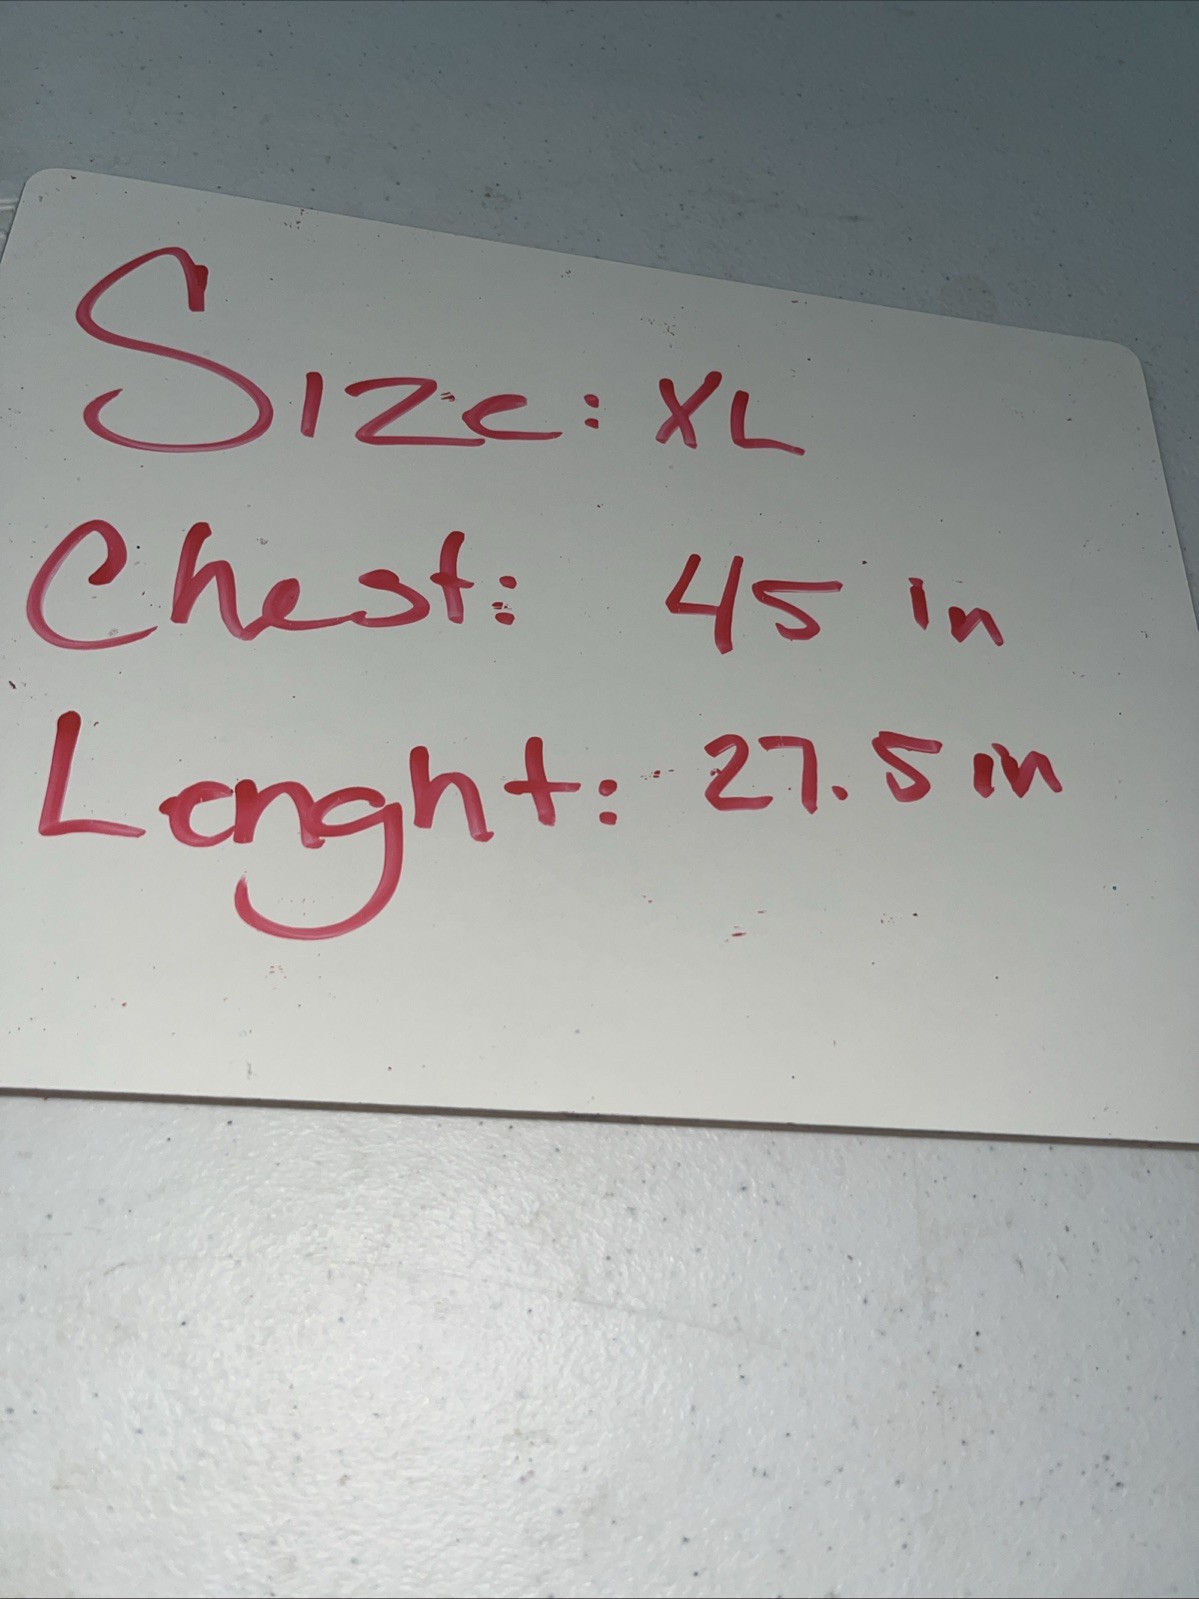 Size: XL
Chest: 45 in
Lenght: 27.5 in